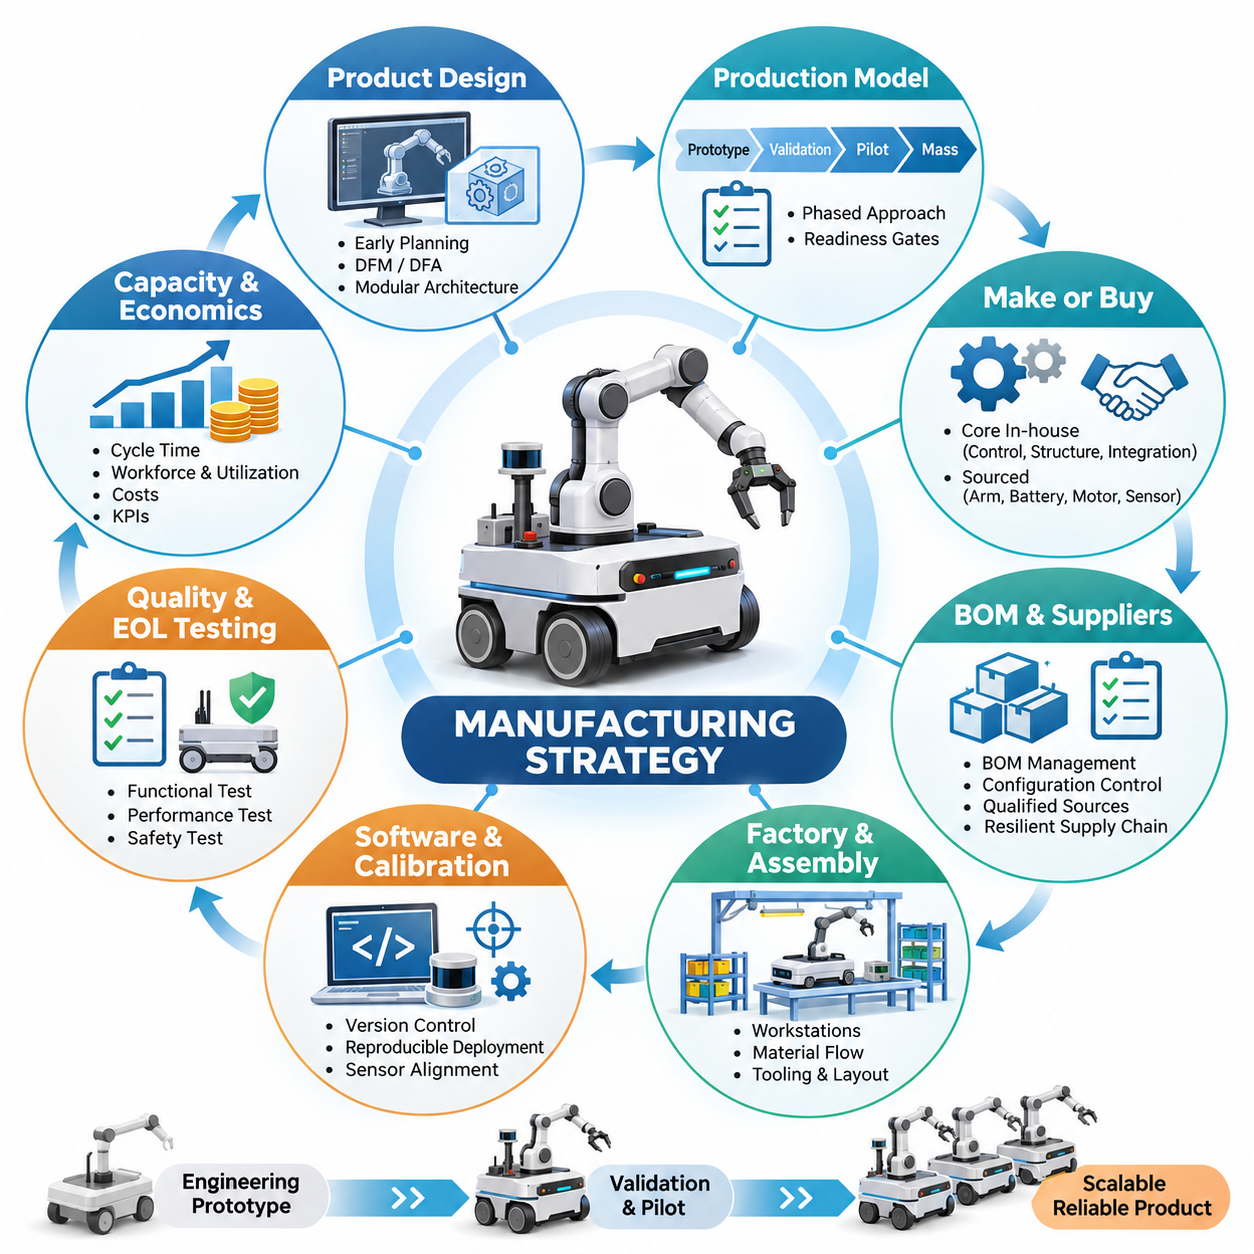 Product Design
• Early Planning
• DFM / DFA
• Modular Architecture
Production Model
Prototype
Validation
Pilot
Mass
• Phased Approach
• Readiness Gates
Make or Buy
• Core In-house
(Control, Structure, Integration)
• Sourced
(Arm, Battery, Motor, Sensor)
BOM & Suppliers
• BOM Management
• Configuration Control
• Qualified Sources
• Resilient Supply Chain
Factory &
Assembly
• Workstations
• Material Flow
• Tooling & Layout
Software &
Calibration
</>
• Version Control
• Reproducible Deployment
• Sensor Alignment
Quality &
EOL Testing
• Functional Test
• Performance Test
• Safety Test
Capacity &
Economics
• Cycle Time
• Workforce & Utilization
• Costs
• KPIs
MANUFACTURING
STRATEGY
Engineering
Prototype
Validation
& Pilot
Scalable
Reliable Product